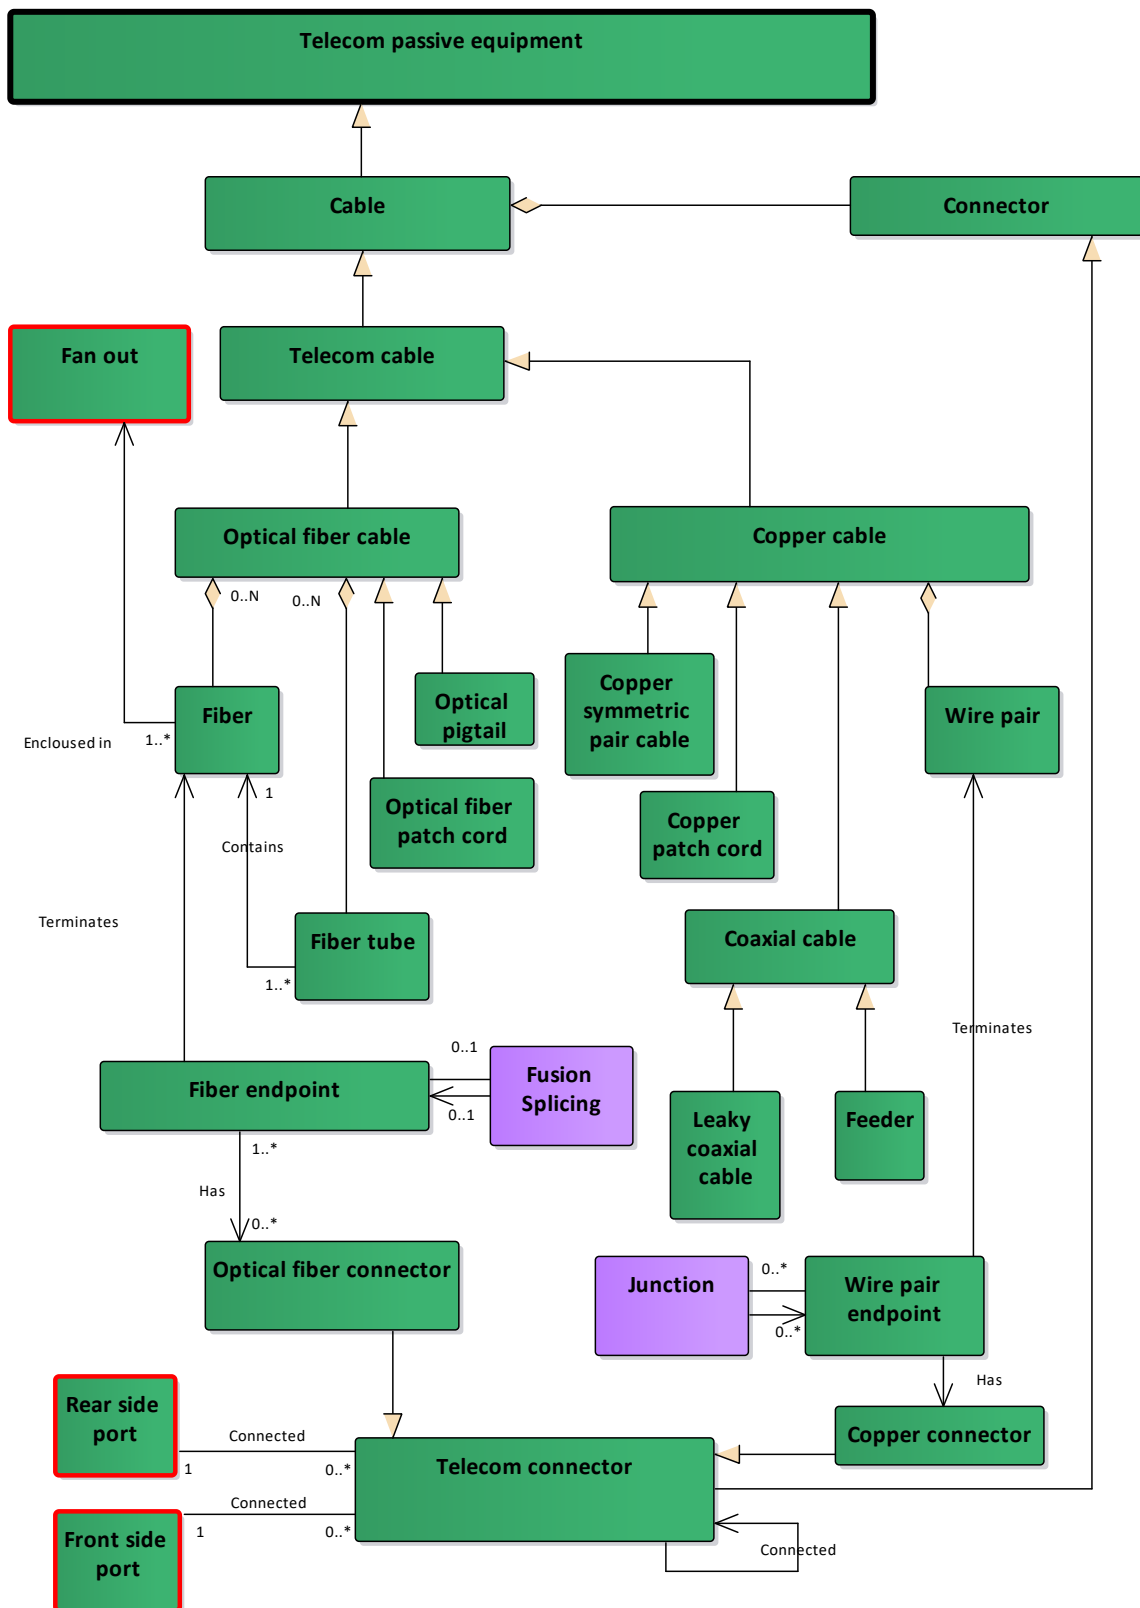 Telecom passive equipment
Cable
Connector
Fan out
Telecom cable
Optical fiber cable
Copper cable
0..N
0..N
Fiber
Optical
pigtail
Copper
symmetric
pair cable
Wire pair
Encloused in
1..*
1
Optical fiber
patch cord
Copper
patch cord
Contains
Terminates
Fiber tube
Coaxial cable
1..*
Terminates
0..1
Fiber endpoint
Fusion
Splicing
0..1
Leaky
coaxial
cable
Feeder
1..*
Has
0..*
Optical fiber connector
Junction
0..*
Wire pair
endpoint
0..*
Has
Rear side
port
Connected
1
0..*
Telecom connector
Copper connector
Connected
1
0..*
Front side
port
Connected